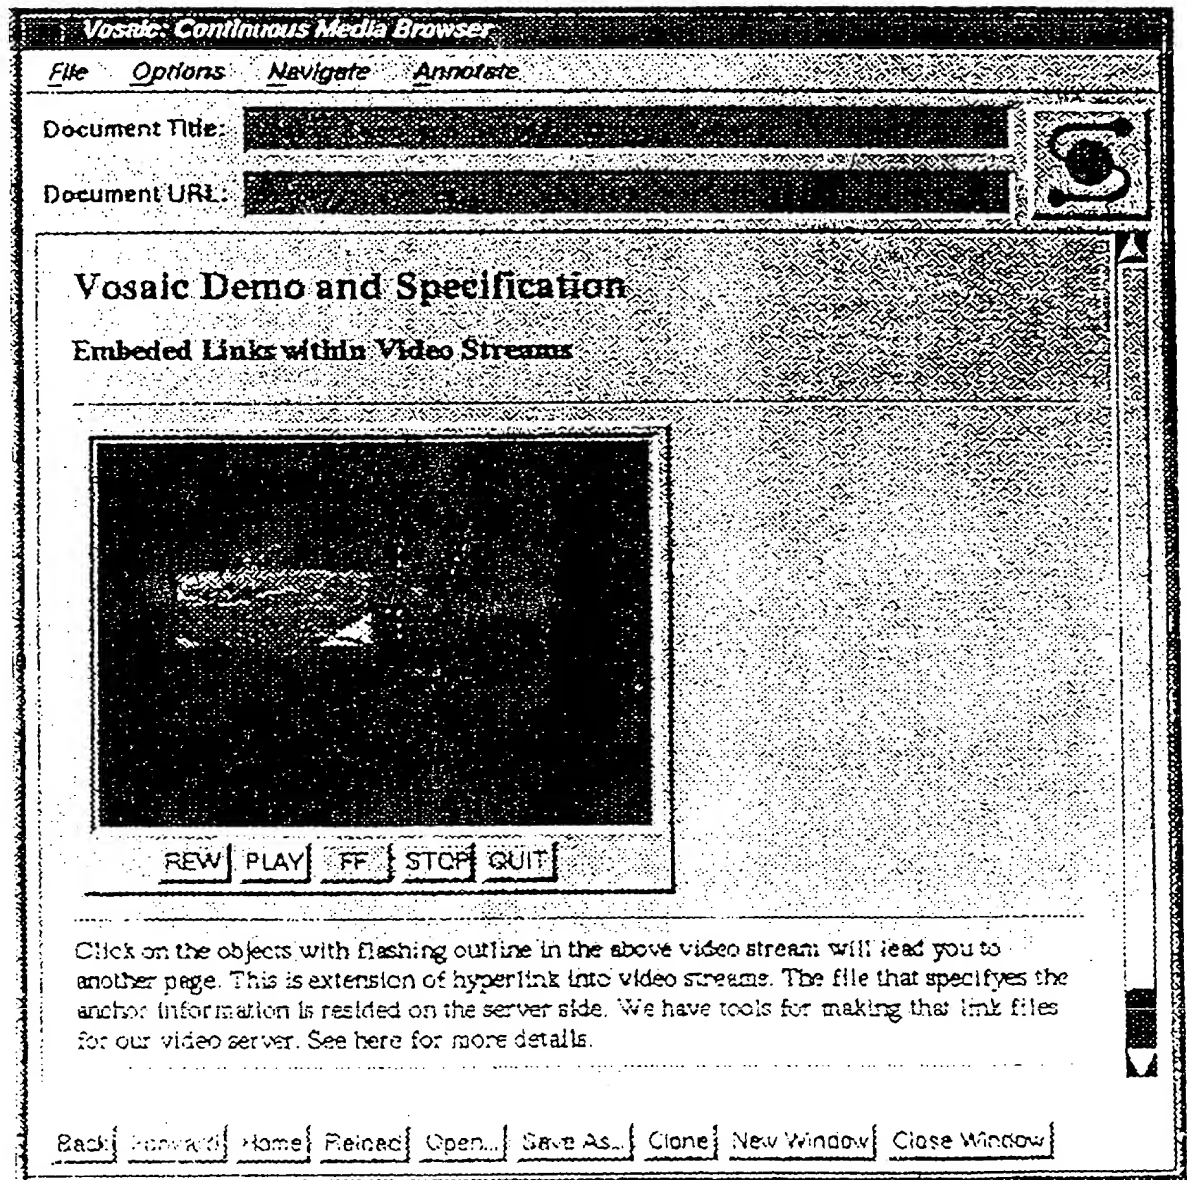 Vosaic: Continuous Media Browser
File Options Navigate Annotate
Document Title:
Document URL:
Vosaic Demo and Specification
Embeded Links within Video Streams
REW PLAY FF STOP QUIT
Click on the objects with flashing outline in the above video stream will lead you to
another page. This is extension of hyperlink into video streams. The file that specifyes the
anchor information is resided on the server side. We have tools for making that link files
for our video server. See here for more details.
Back Forward Home Reload Open... Save As... Clone New Window Close Window